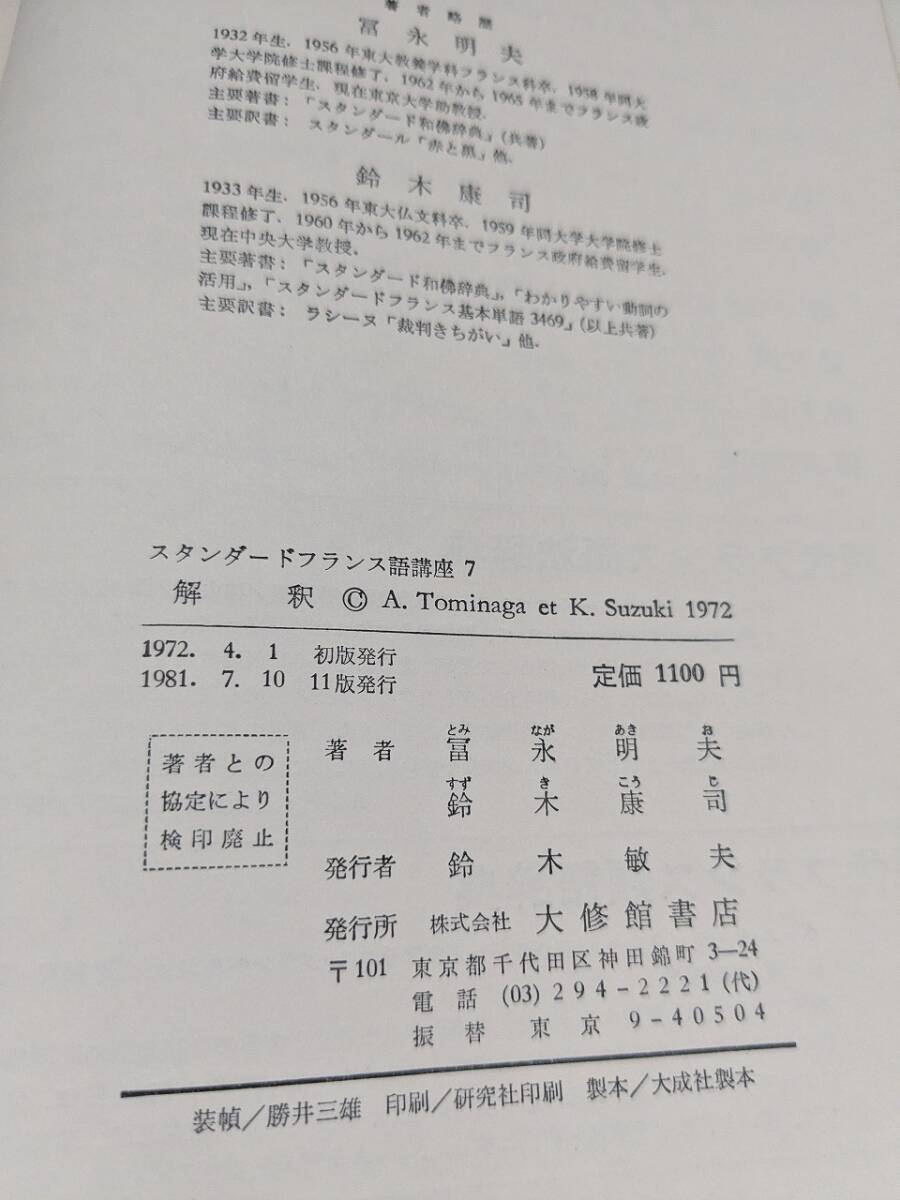 著者略歴
冨永明夫
1932年生．1956年東大教養学科フランス科卒．1958年同大
学大学院修士課程修了．1962年から1965年までフランス政
府給費留学生．現在東京大学助教授．
主要著書：「スタンダード和佛辞典」(共著)
主要訳書： スタンダール「赤と黒」他．
鈴木康司
1933年生．1956年東大仏文科卒．1959年同大学大学院修士
課程修了．1960年から1962年までフランス政府給費留学生．
現在中央大学教授．
主要著書：「スタンダード和佛辞典」，「わかりやすい動詞の
活用」，「スタンダードフランス基本単語3469」(以上共著)
主要訳書： ラシーヌ「裁判きちがい」他．
スタンダードフランス語講座 7
解 釈 © A. Tominaga et K. Suzuki 1972
1972. 4. 1 初版発行
1981. 7. 10 11版発行
定価 1100 円
著者との
協定により
検印廃止
とみ なが あき お
著者 冨永明夫
すず き こう じ
鈴木康司
発行者 鈴木敏夫
発行所 株式会社 大修館書店
〒101 東京都千代田区神田錦町 3—24
電話 (03) 294-2221 (代)
振替 東京 9-40504
装幀／勝井三雄 印刷／研究社印刷 製本／大成社製本